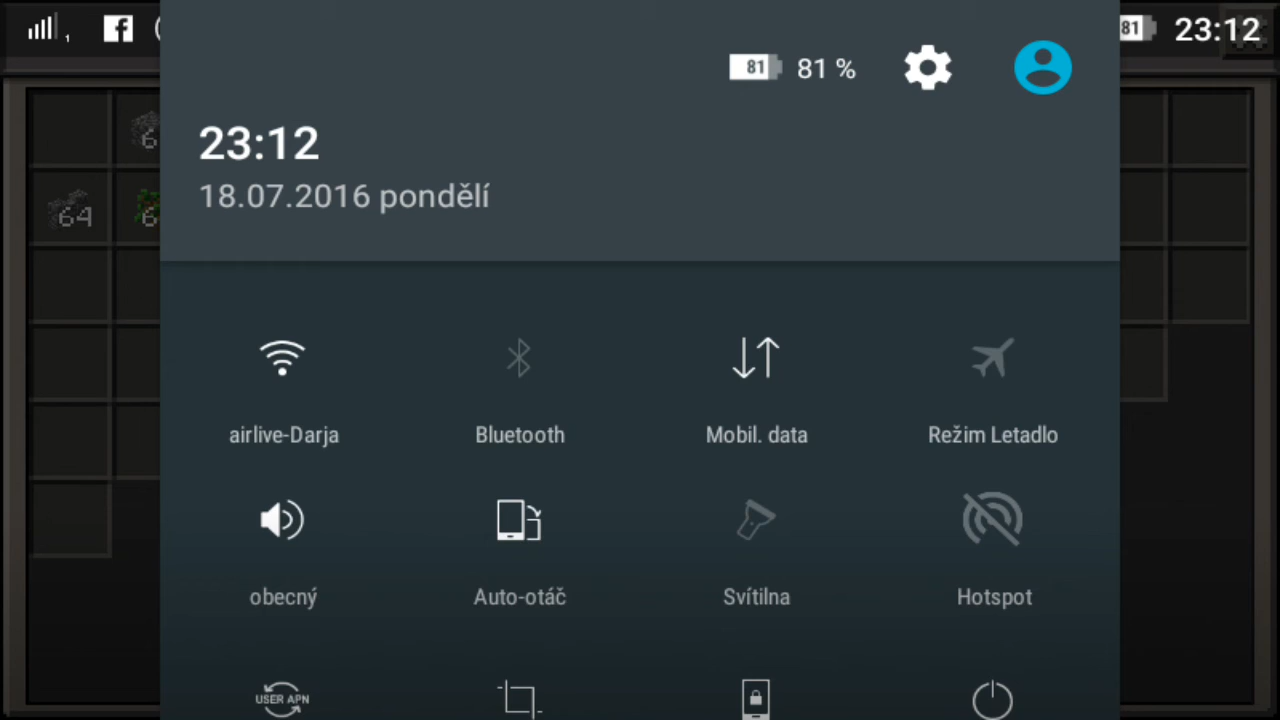 81 23:12
81 81 %
23:12
18.07.2016 pondělí
64
airlive-Darja Bluetooth Mobil. data Režim Letadlo
obecný Auto-otáč Svítilna Hotspot
USER APN